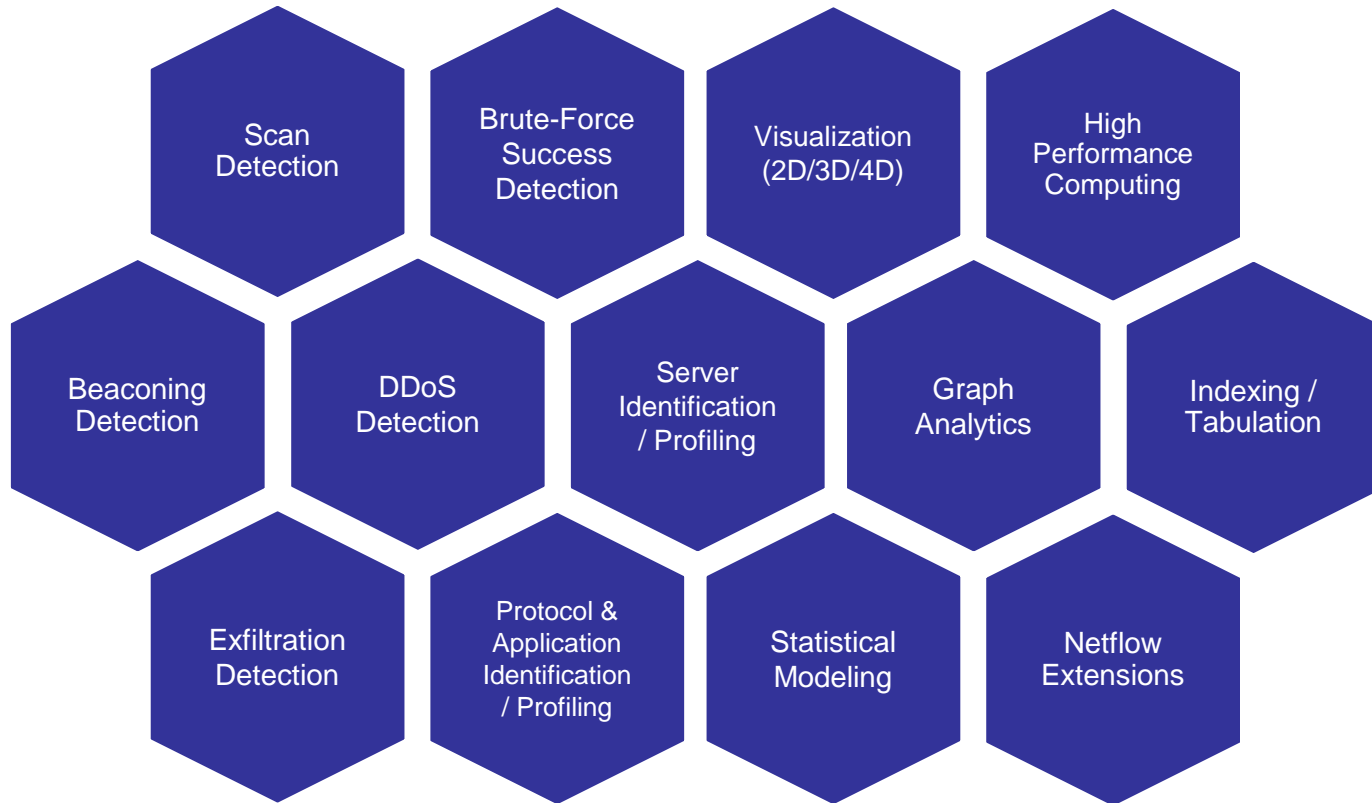 Scan
Detection
Brute-Force
Success
Detection
Visualization
(2D/3D/4D)
High
Performance
Computing
Beaconing
Detection
DDoS
Detection
Server
Identification
/ Profiling
Graph
Analytics
Indexing /
Tabulation
Exfiltration
Detection
Protocol &
Application
Identification
/ Profiling
Statistical
Modeling
Netflow
Extensions